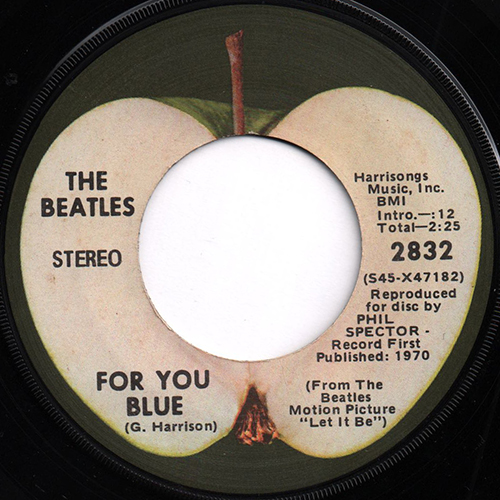 THE
BEATLES
STEREO
FOR YOU
BLUE
(G. Harrison)
Harrisongs
Music, Inc.
BMI
Intro.—:12
Total—2:25
2832
(S45-X47182)
Reproduced
for disc by
PHIL
SPECTOR -
Record First
Published: 1970
(From The
Beatles
Motion Picture
“Let It Be”)